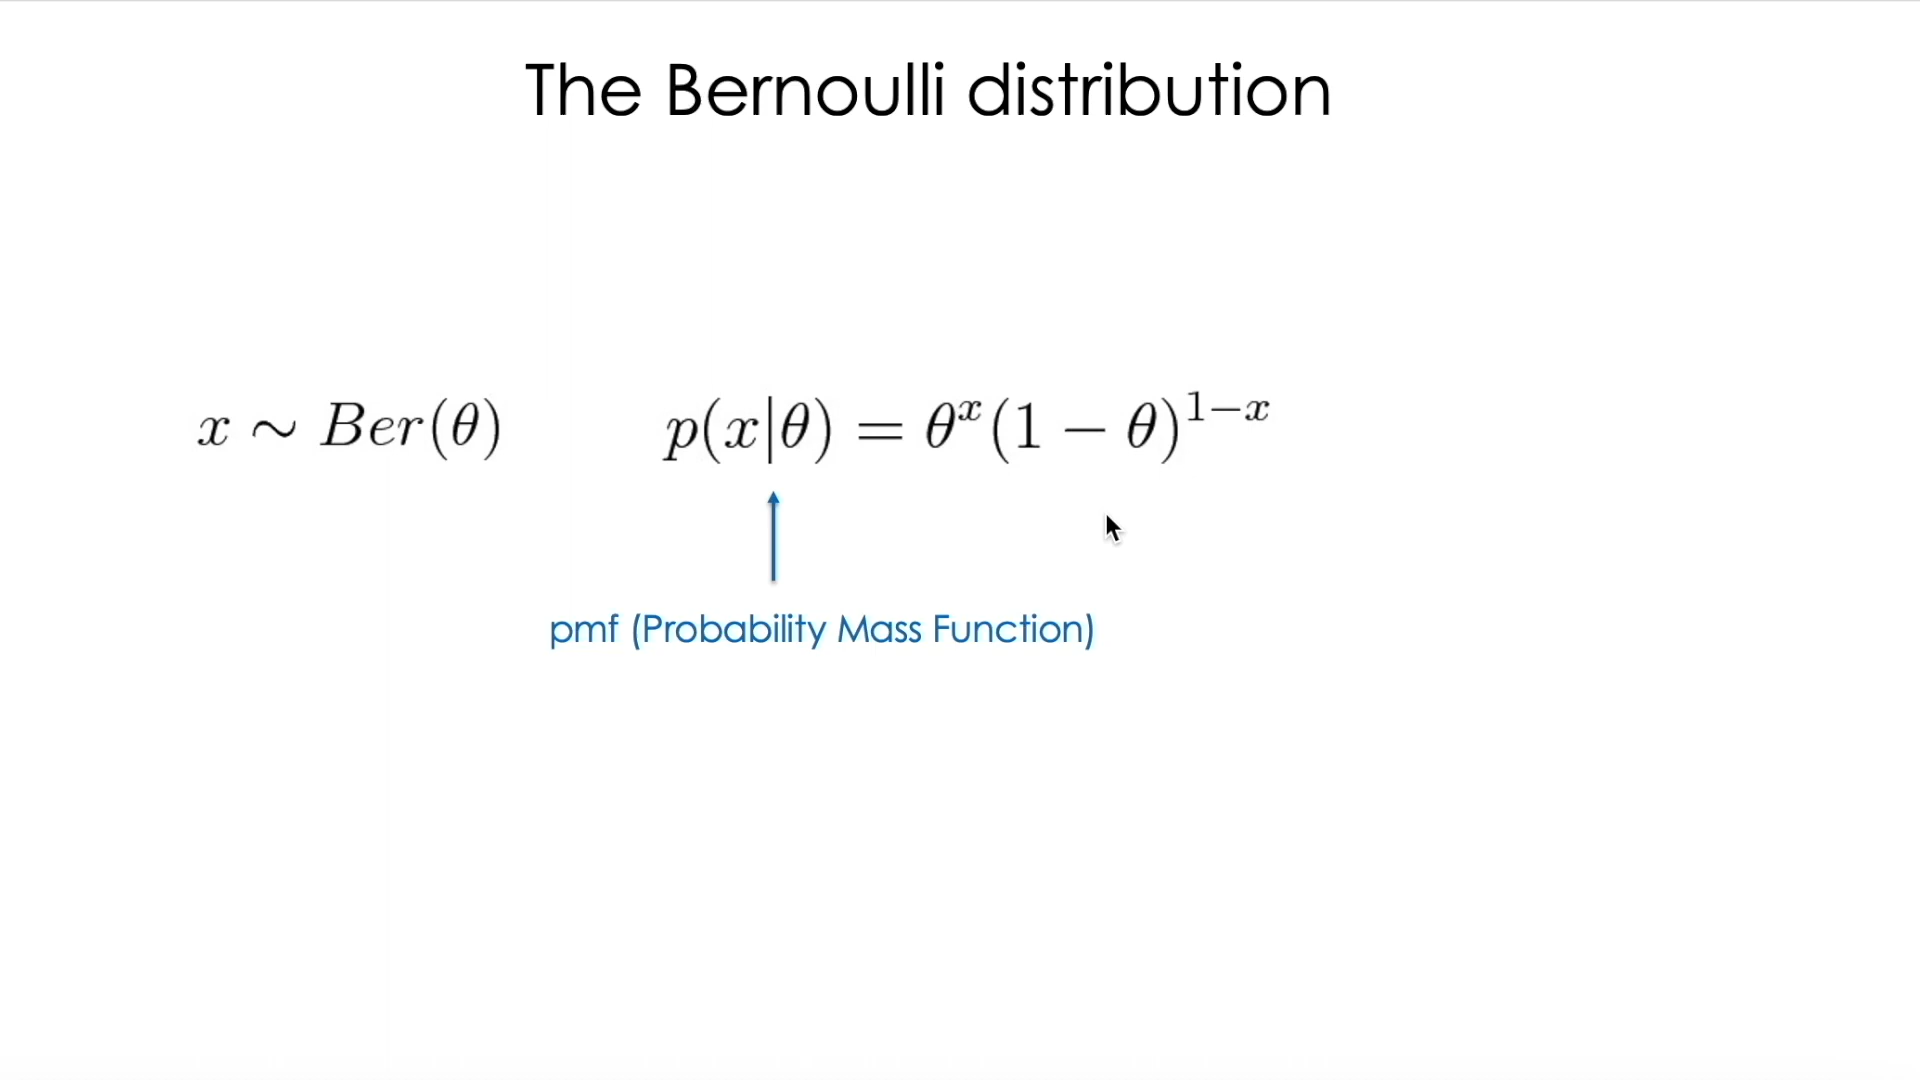 The Bernoulli distribution
x ∼ Ber(θ) p(x|θ) = θ^x(1 − θ)^{1−x}
pmf (Probability Mass Function)